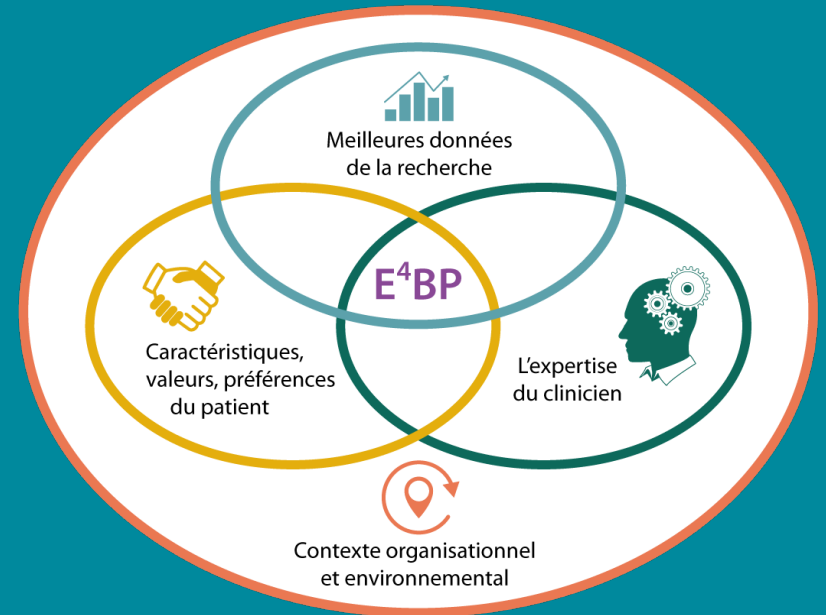 Meilleures données
de la recherche
E⁴BP
Caractéristiques,
valeurs, préférences
du patient
L'expertise
du clinicien
Contexte organisationnel
et environnemental